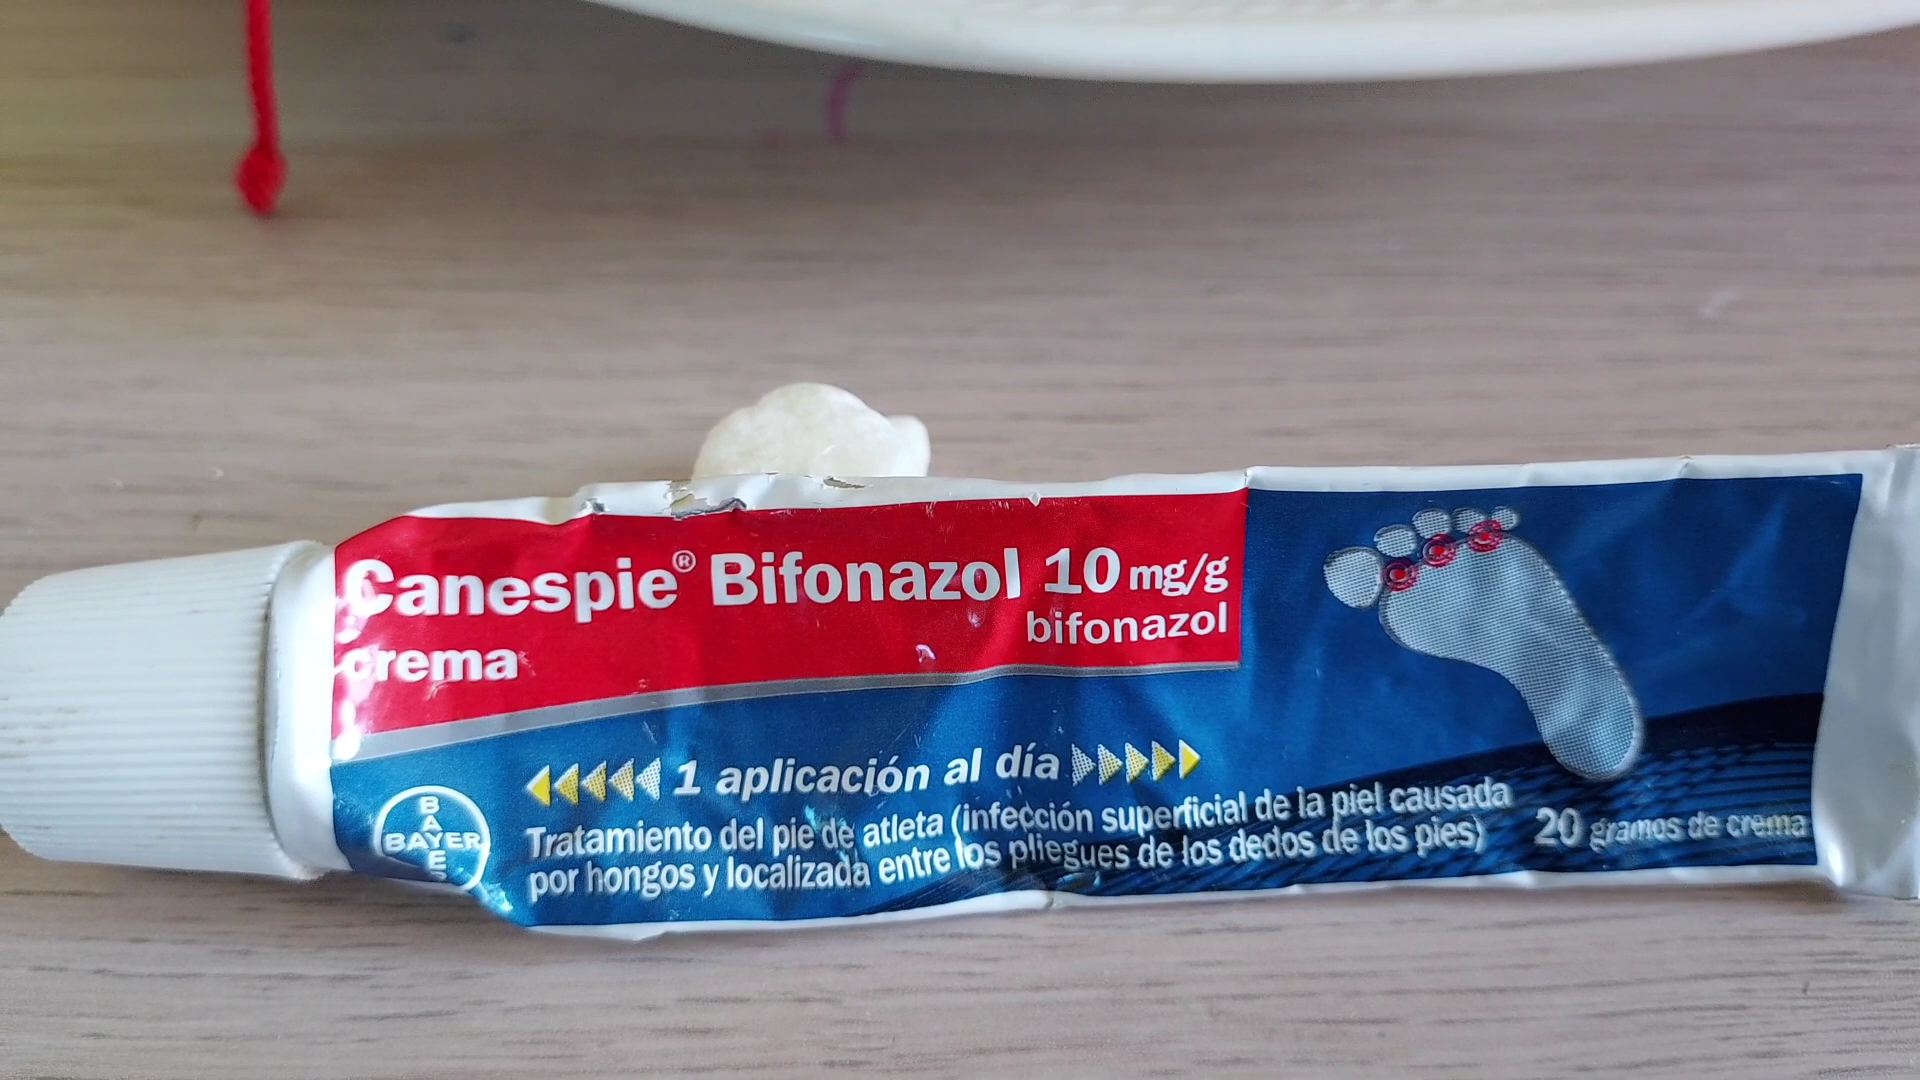 Canespie® Bifonazol 10 mg/g
bifonazol
crema
1 aplicación al día
BAYER
BAYER
Tratamiento del pie de atleta (infección superficial de la piel causada
por hongos y localizada entre los pliegues de los dedos de los pies)
20 gramos de crema